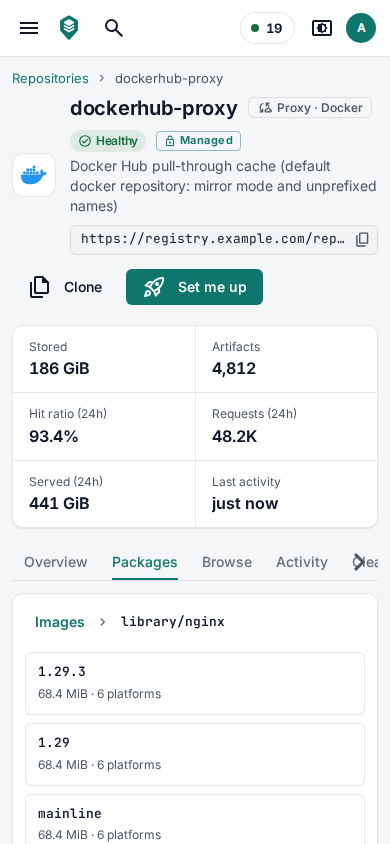 19
A
Repositories > dockerhub-proxy
dockerhub-proxy
Proxy · Docker
Healthy
Managed
Docker Hub pull-through cache (default
docker repository: mirror mode and unprefixed
names)
https://registry.example.com/rep…
Clone
Set me up
Stored
186 GiB
Artifacts
4,812
Hit ratio (24h)
93.4%
Requests (24h)
48.2K
Served (24h)
441 GiB
Last activity
just now
Overview Packages Browse Activity
Images > library/nginx
1.29.3
68.4 MiB · 6 platforms
1.29
68.4 MiB · 6 platforms
mainline
68.4 MiB · 6 platforms